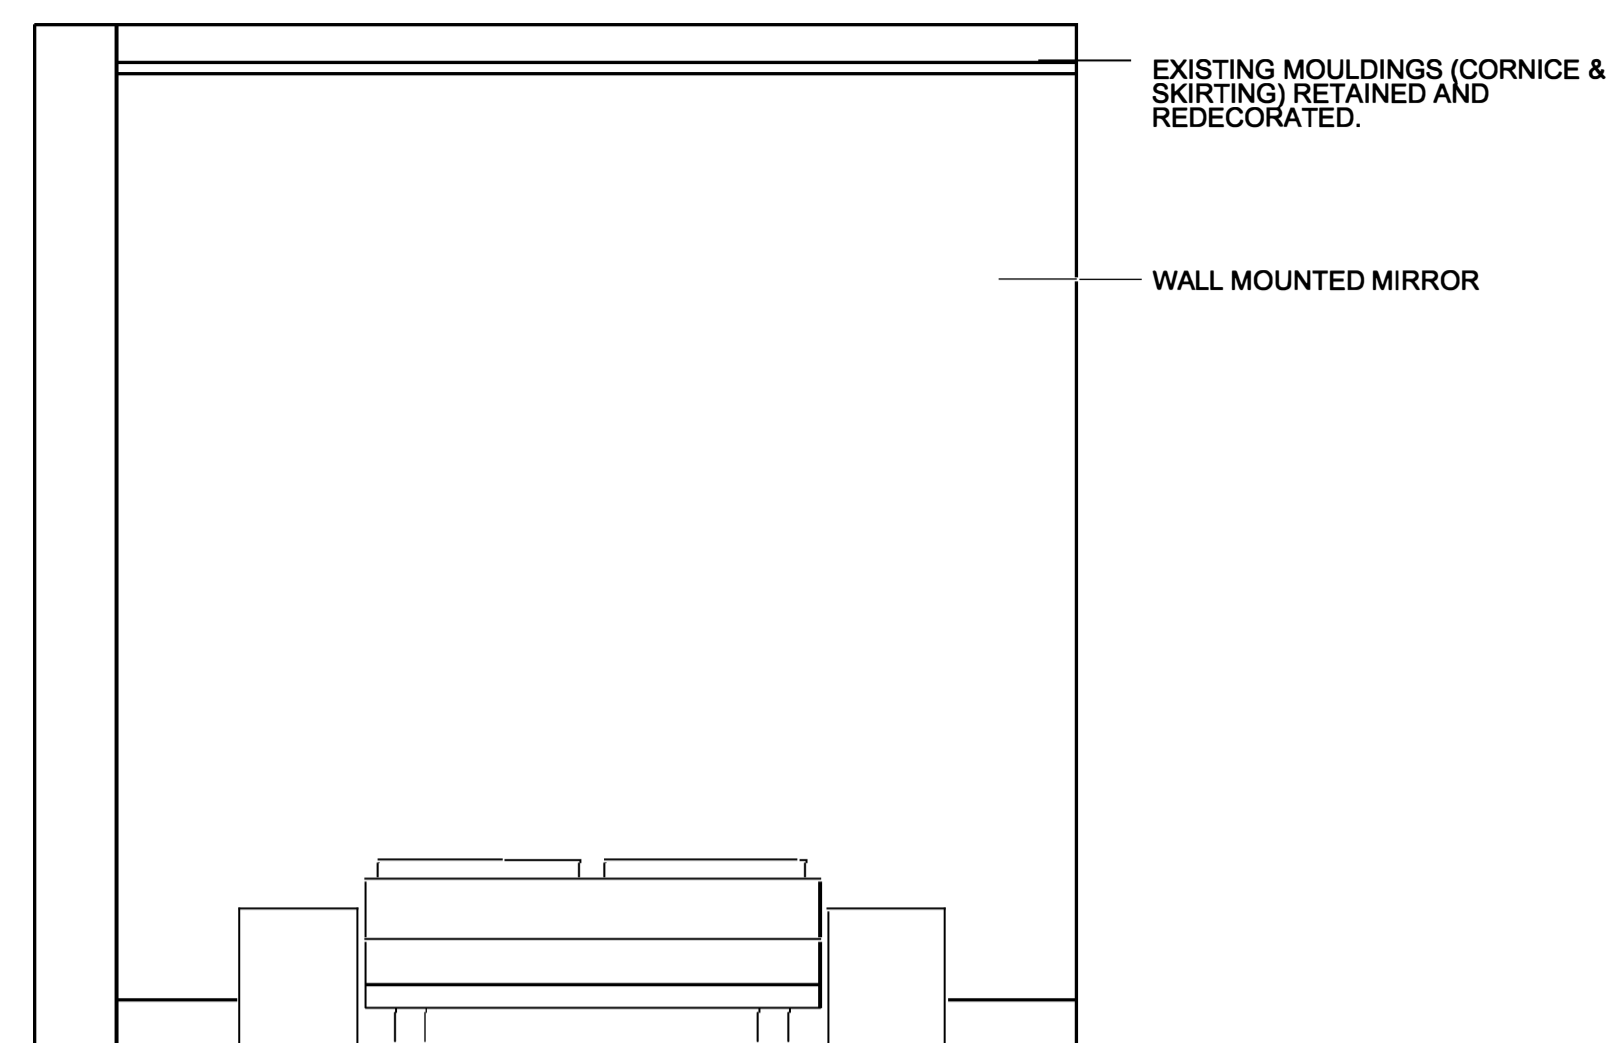 EXISTING MOULDINGS (CORNICE &
SKIRTING) RETAINED AND
REDECORATED.
WALL MOUNTED MIRROR